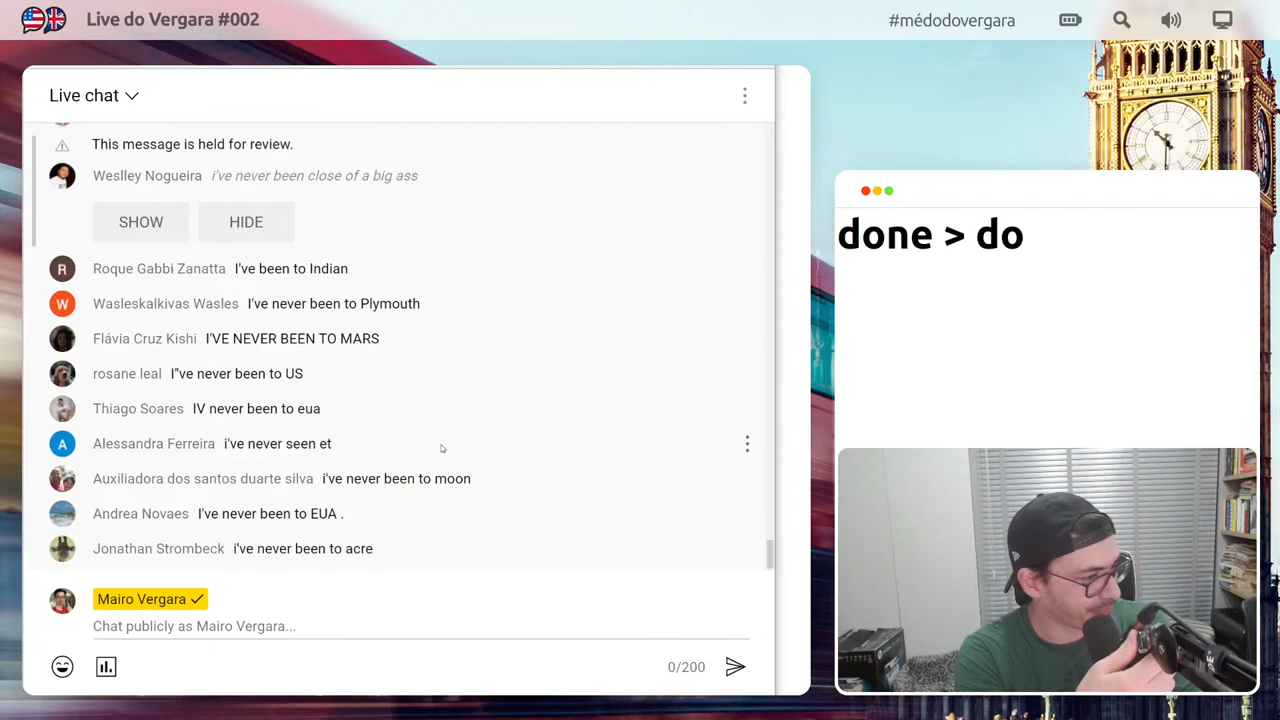 Live do Vergara #002
#médodovergara
Live chat
This message is held for review.
Weslley Nogueira i've never been close of a big ass
SHOW HIDE
R Roque Gabbi Zanatta I've been to Indian
W Wasleskalkivas Wasles I've never been to Plymouth
Flávia Cruz Kishi I'VE NEVER BEEN TO MARS
rosane leal I"ve never been to US
Thiago Soares IV never been to eua
A Alessandra Ferreira i've never seen et
Auxiliadora dos santos duarte silva i've never been to moon
Andrea Novaes I've never been to EUA .
Jonathan Strombeck i've never been to acre
Mairo Vergara
Chat publicly as Mairo Vergara...
0/200
done > do